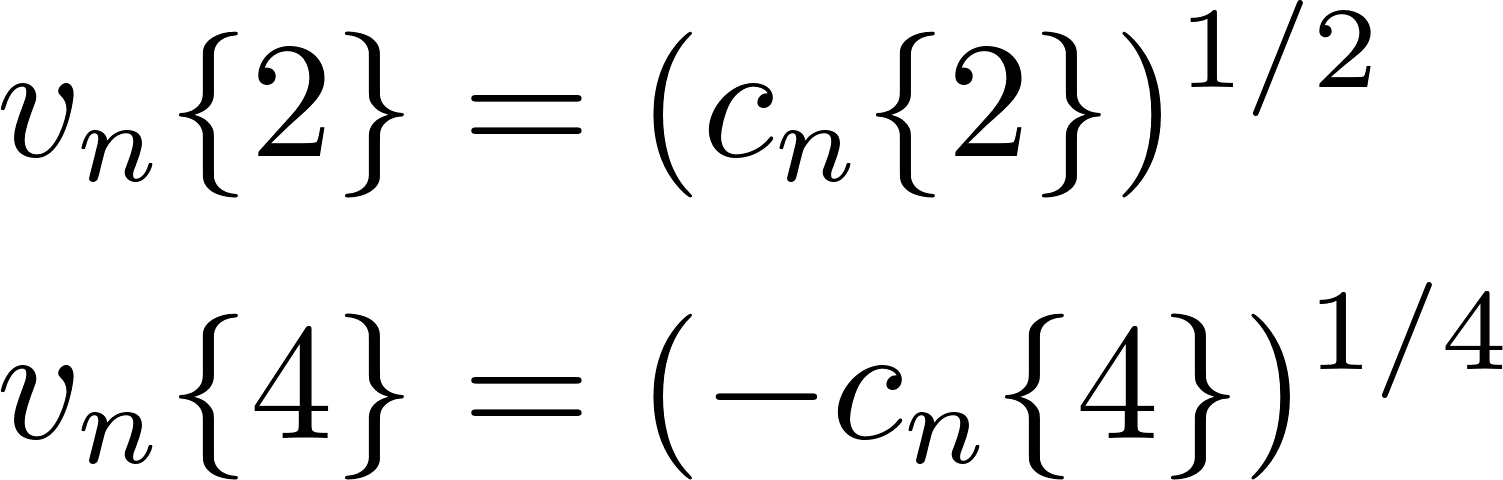 v_n{2} = (c_n{2})^{1/2}
v_n{4} = (-c_n{4})^{1/4}